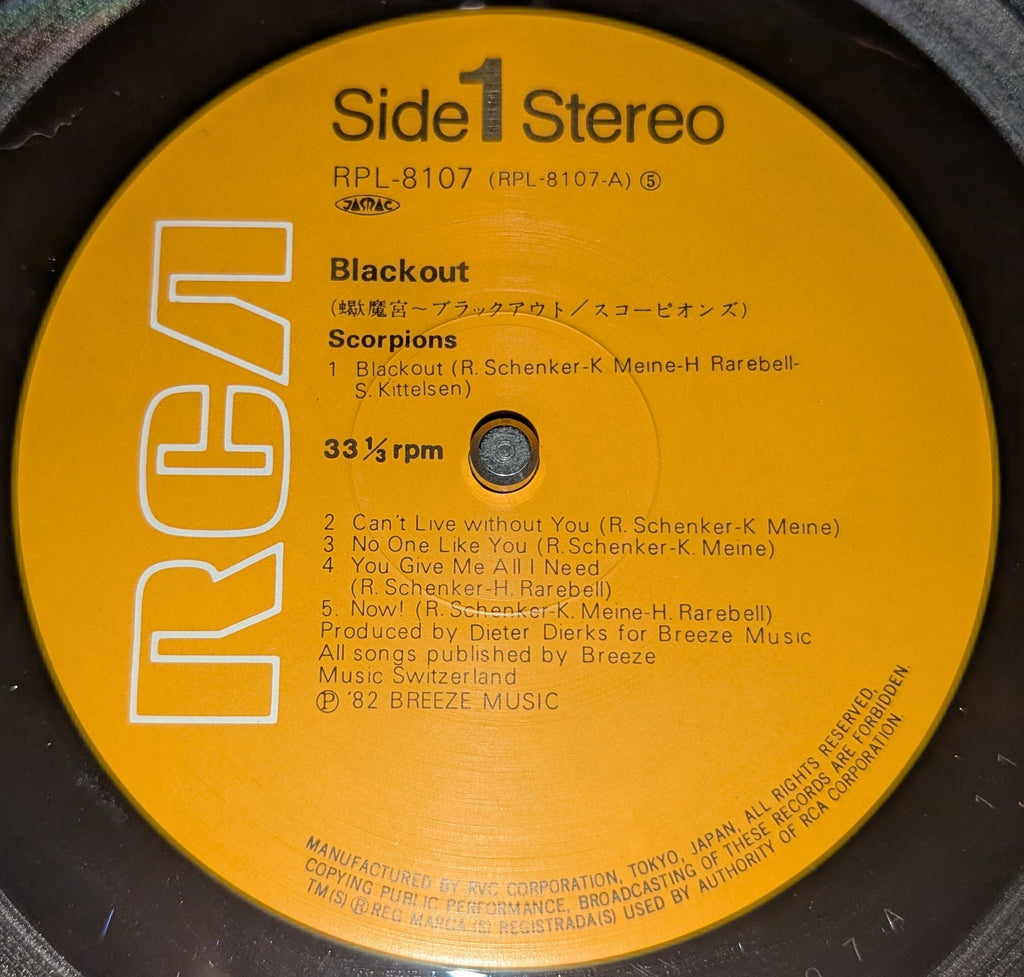 Side 1 Stereo
RPL-8107 (RPL-8107-A) ⑤
JASRAC
RCA
Blackout
(蠍魔宮～ブラックアウト／スコーピオンズ)
Scorpions
1 Blackout (R. Schenker-K Meine-H Rarebell-
S. Kittelsen)
33 1/3 rpm
2 Can't Live without You (R. Schenker-K Meine)
3 No One Like You (R. Schenker-K. Meine)
4 You Give Me All I Need
(R. Schenker-H. Rarebell)
5. Now! (R. Schenker-K. Meine-H. Rarebell)
Produced by Dieter Dierks for Breeze Music
All songs published by Breeze
Music Switzerland
Ⓟ '82 BREEZE MUSIC
MANUFACTURED BY RVC CORPORATION, TOKYO, JAPAN, ALL RIGHTS RESERVED,
COPYING PUBLIC PERFORMANCE, BROADCASTING OF THESE RECORDS ARE FORBIDDEN.
TM(S) ® REG MARCA(S) REGISTRADA(S) USED BY AUTHORITY OF RCA CORPORATION.